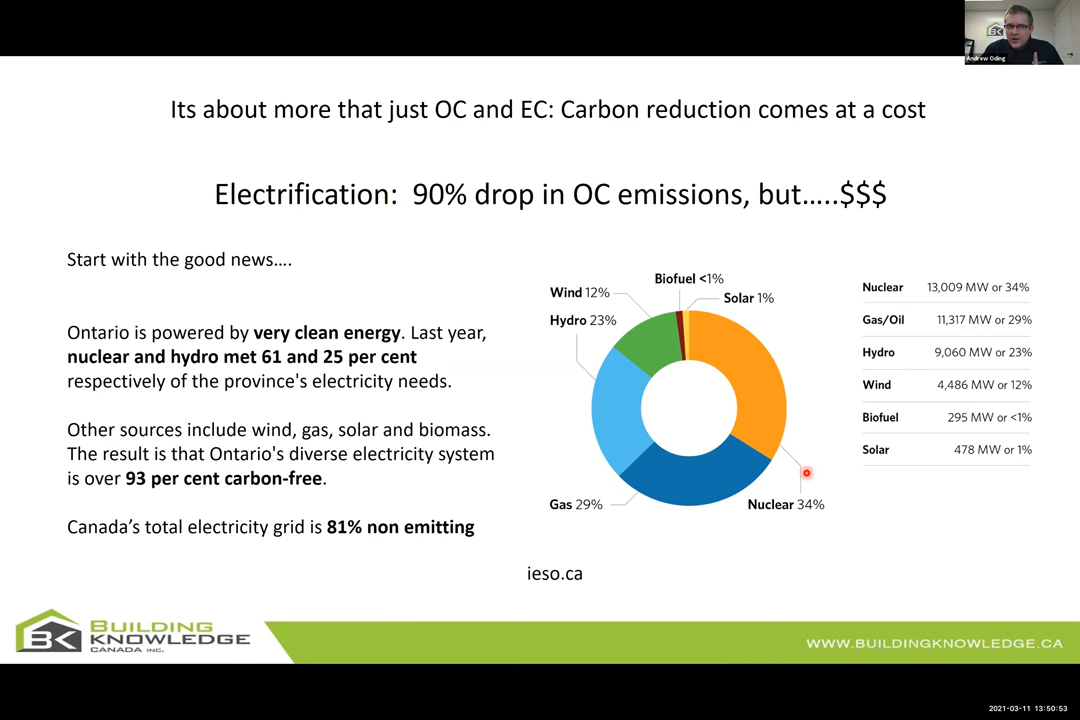 BK
Andrew Oding
Its about more that just OC and EC: Carbon reduction comes at a cost
Electrification: 90% drop in OC emissions, but…..$$$
Start with the good news….
Ontario is powered by very clean energy. Last year,
nuclear and hydro met 61 and 25 per cent
respectively of the province's electricity needs.
Other sources include wind, gas, solar and biomass.
The result is that Ontario's diverse electricity system
is over 93 per cent carbon-free.
Canada’s total electricity grid is 81% non emitting
Biofuel <1%
Wind 12%
Solar 1%
Hydro 23%
Gas 29%
Nuclear 34%
Nuclear 13,009 MW or 34%
Gas/Oil 11,317 MW or 29%
Hydro 9,060 MW or 23%
Wind 4,486 MW or 12%
Biofuel 295 MW or <1%
Solar 478 MW or 1%
ieso.ca
BK
BUILDING
KNOWLEDGE
CANADA INC.
WWW.BUILDINGKNOWLEDGE.CA
2021-03-11 13:50:53